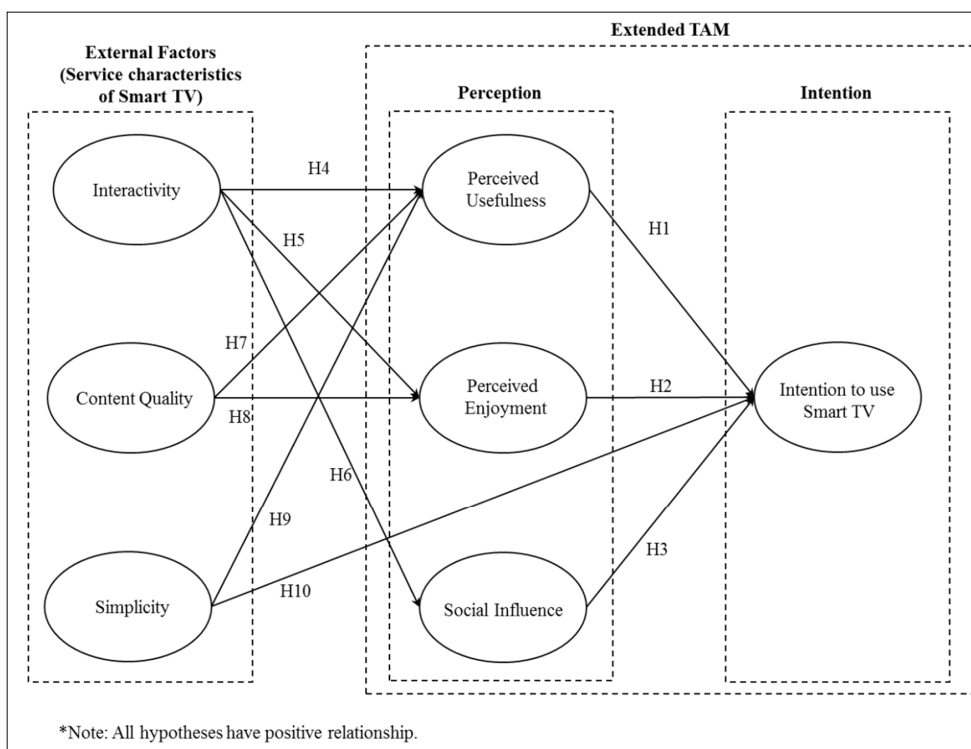 Extended TAM
External Factors
(Service characteristics
of Smart TV)
Perception
Intention
Interactivity
H4
Perceived
Usefulness
H1
H5
H7
Content Quality
H8
Perceived
Enjoyment
H2
Intention to use
Smart TV
H6
H9
H3
Simplicity
H10
Social Influence
*Note: All hypotheses have positive relationship.